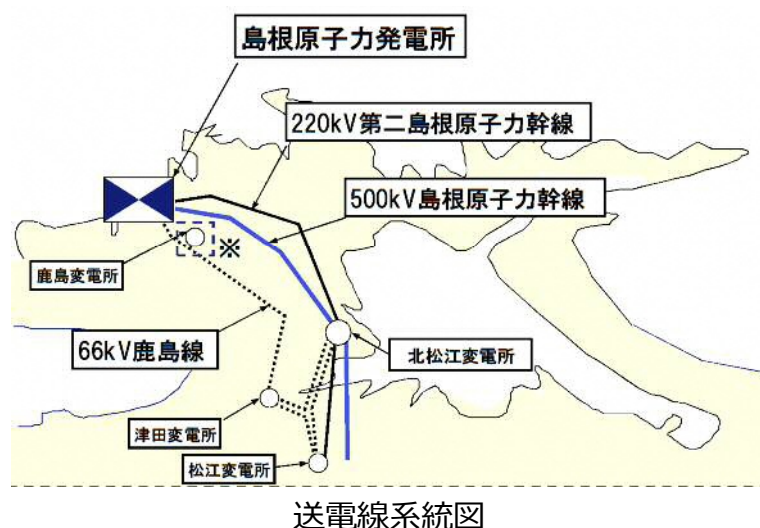 島根原子力発電所
220kV第二島根原子力幹線
500kV島根原子力幹線
※
鹿島変電所
66kV鹿島線
北松江変電所
津田変電所
松江変電所
送電線系統図